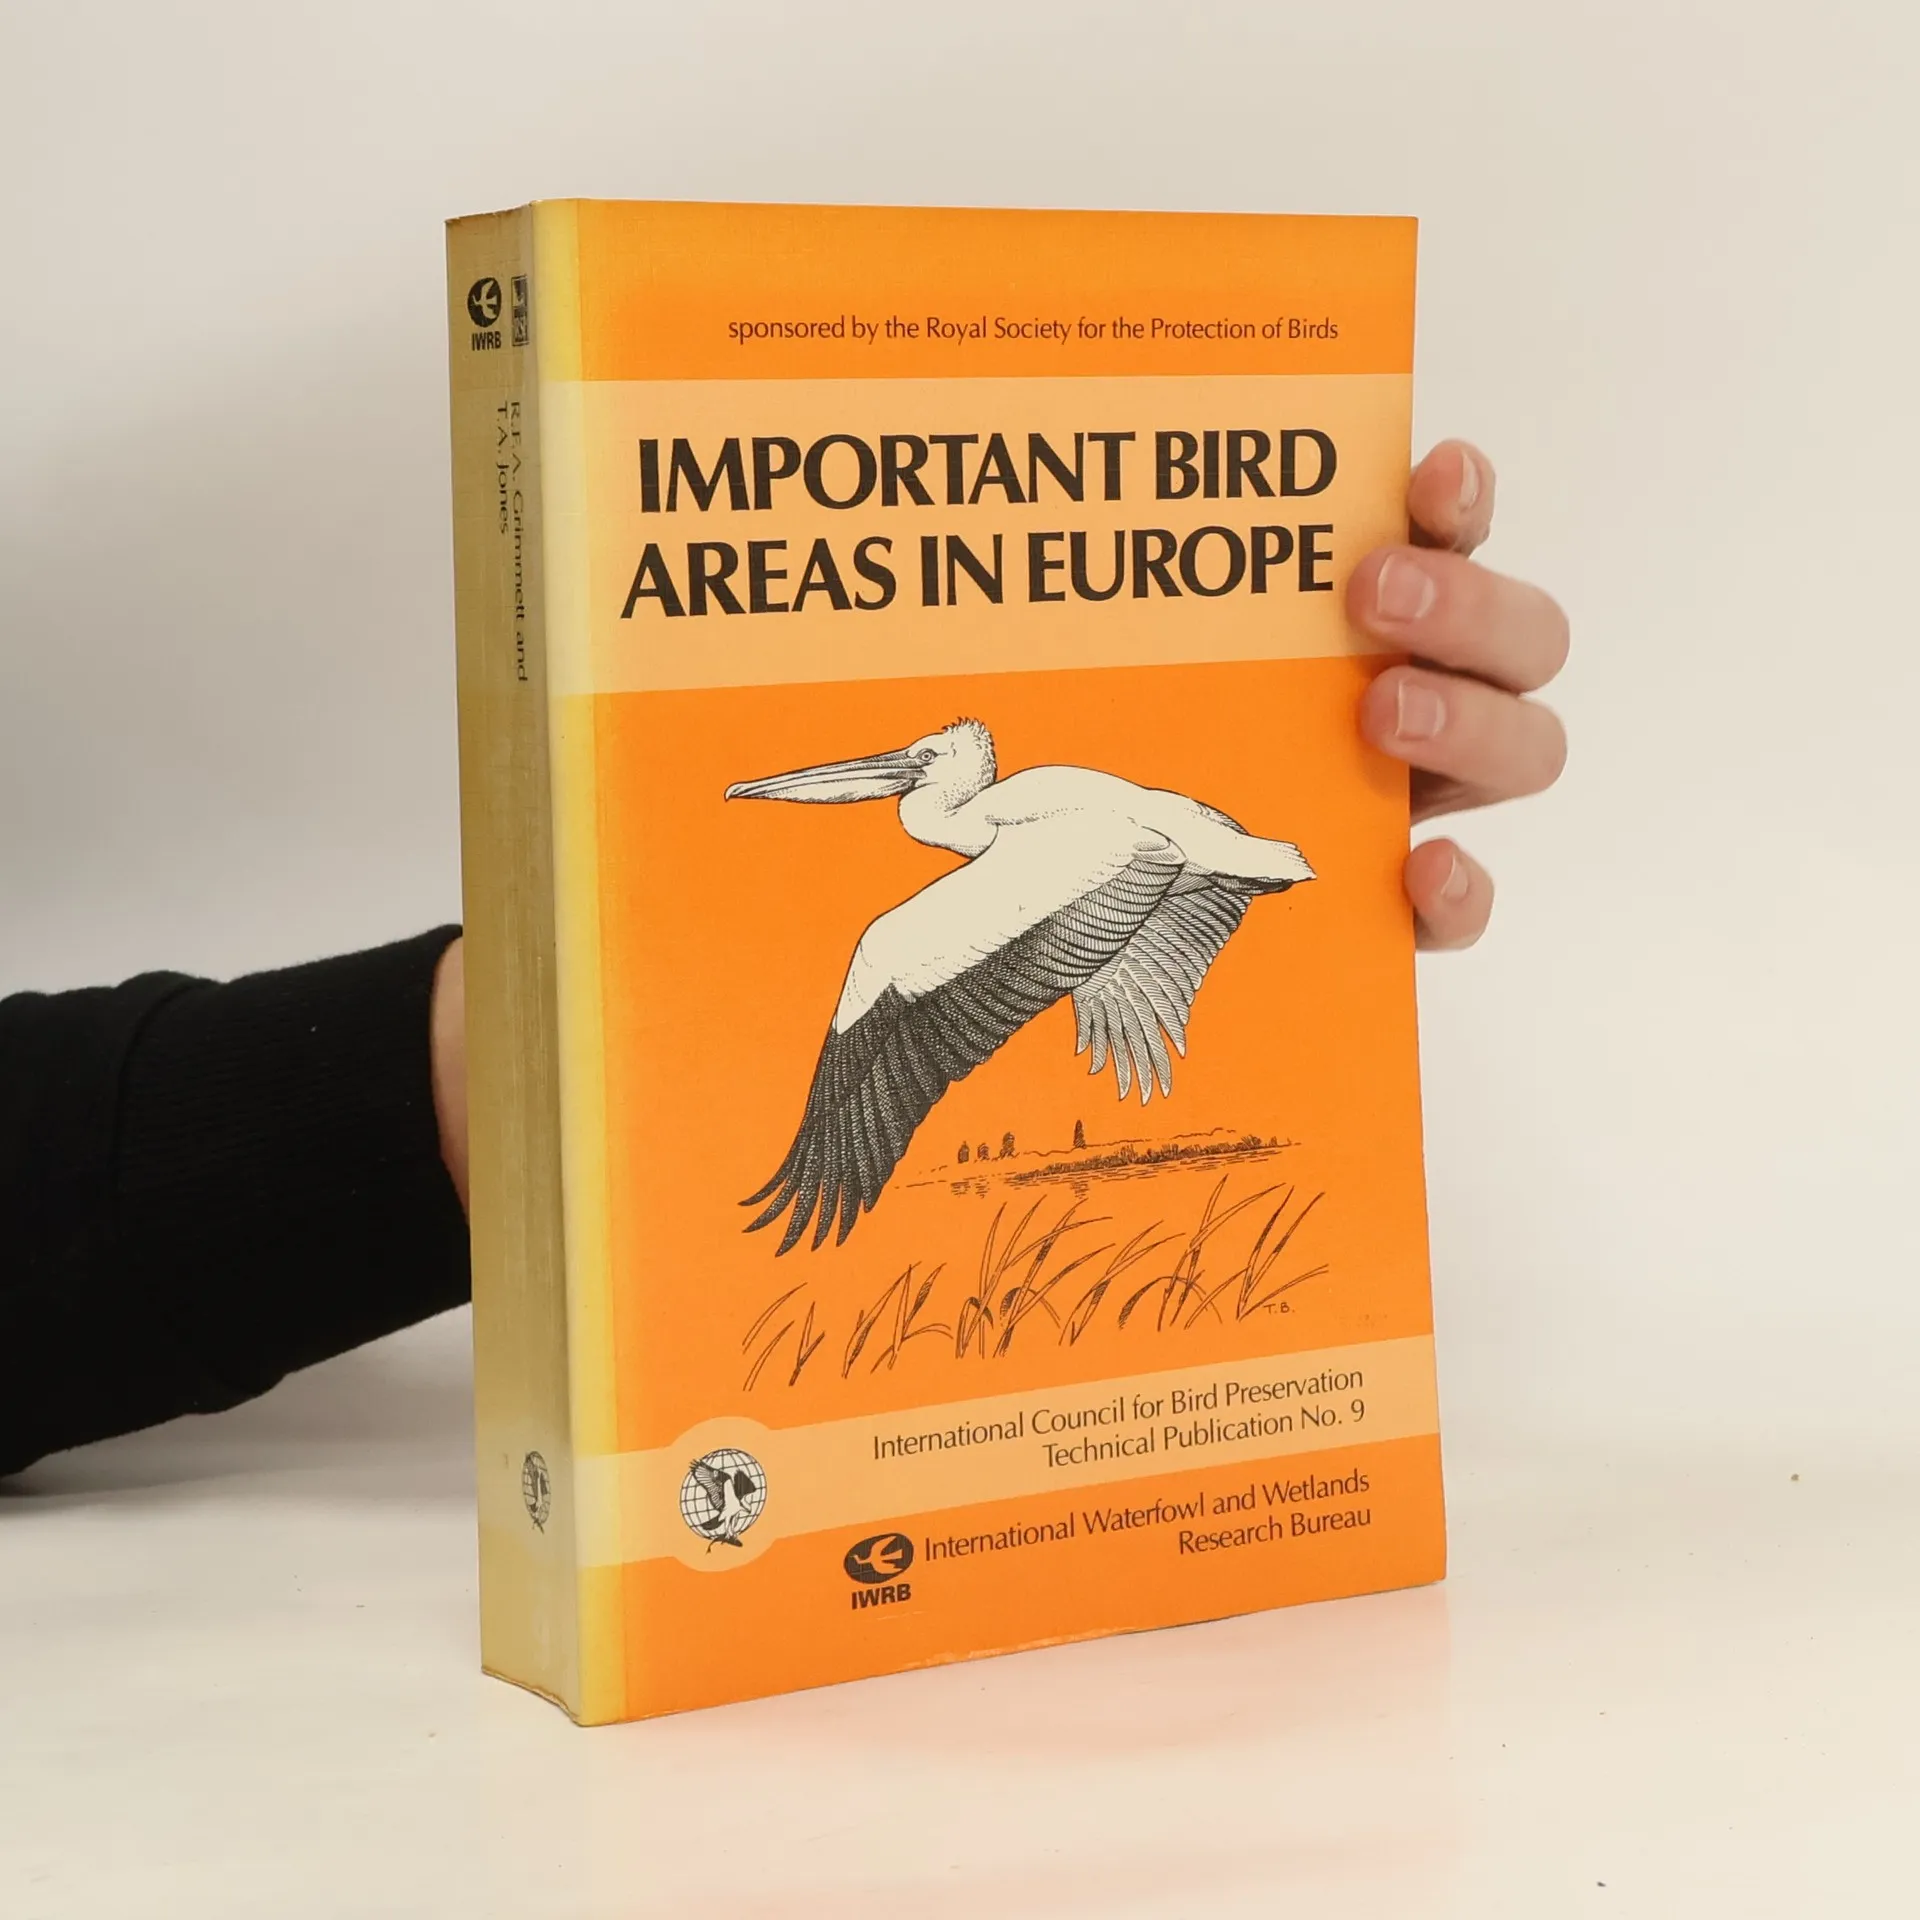 sponsored by the Royal Society for the Protection of Birds
IMPORTANT BIRD
AREAS IN EUROPE
T.B.
International Council for Bird Preservation
Technical Publication No. 9
International Waterfowl and Wetlands
Research Bureau
IWRB
IWRB
R.F.A. Grimmett and
T.A. Jones